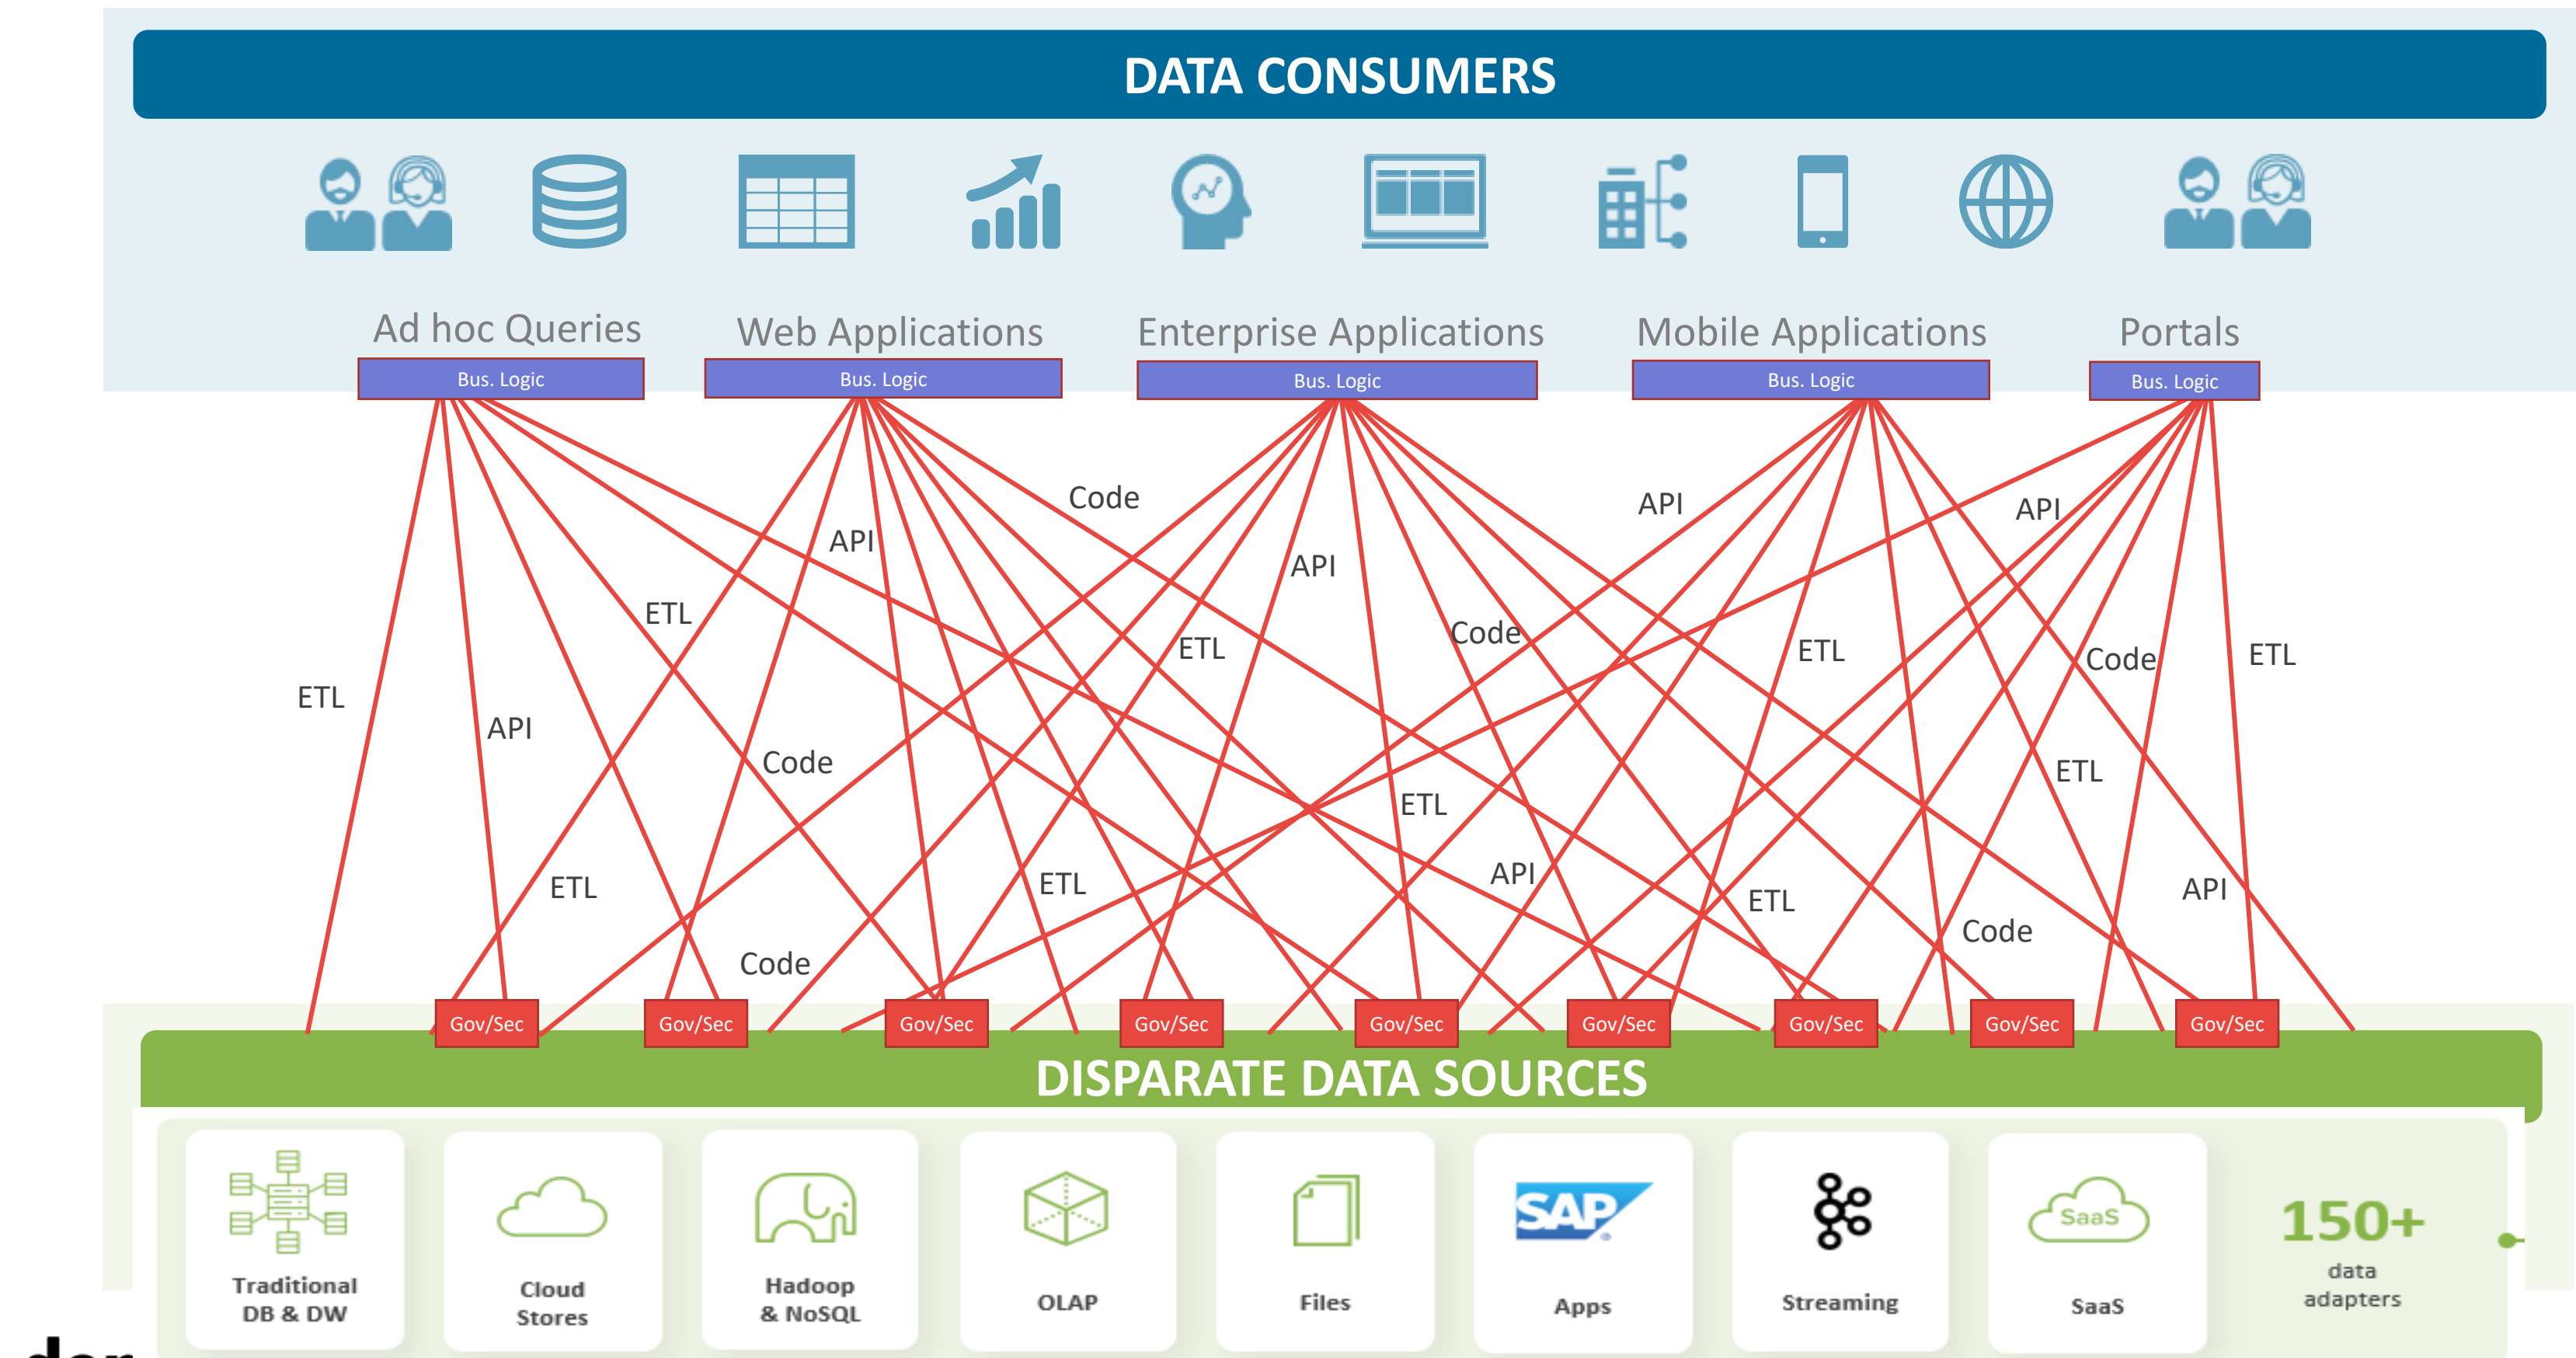 DATA CONSUMERS
Ad hoc Queries
Web Applications
Enterprise Applications
Mobile Applications
Portals
Bus. Logic
Bus. Logic
Bus. Logic
Bus. Logic
Bus. Logic
Code
API
API
API
API
ETL
Code
ETL
ETL
Code
ETL
ETL
API
Code
ETL
ETL
API
ETL
ETL
API
ETL
Code
Code
Gov/Sec
Gov/Sec
Gov/Sec
Gov/Sec
Gov/Sec
Gov/Sec
Gov/Sec
Gov/Sec
Gov/Sec
DISPARATE DATA SOURCES
Traditional
DB & DW
Cloud
Stores
Hadoop
& NoSQL
OLAP
Files
SAP
®
Apps
Streaming
SaaS
SaaS
150+
data
adapters